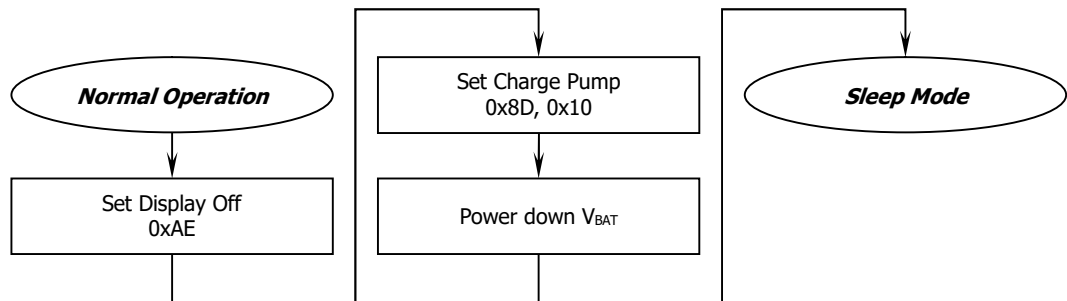 Normal Operation
Set Display Off
0xAE
Set Charge Pump
0x8D, 0x10
Power down VBAT
Sleep Mode